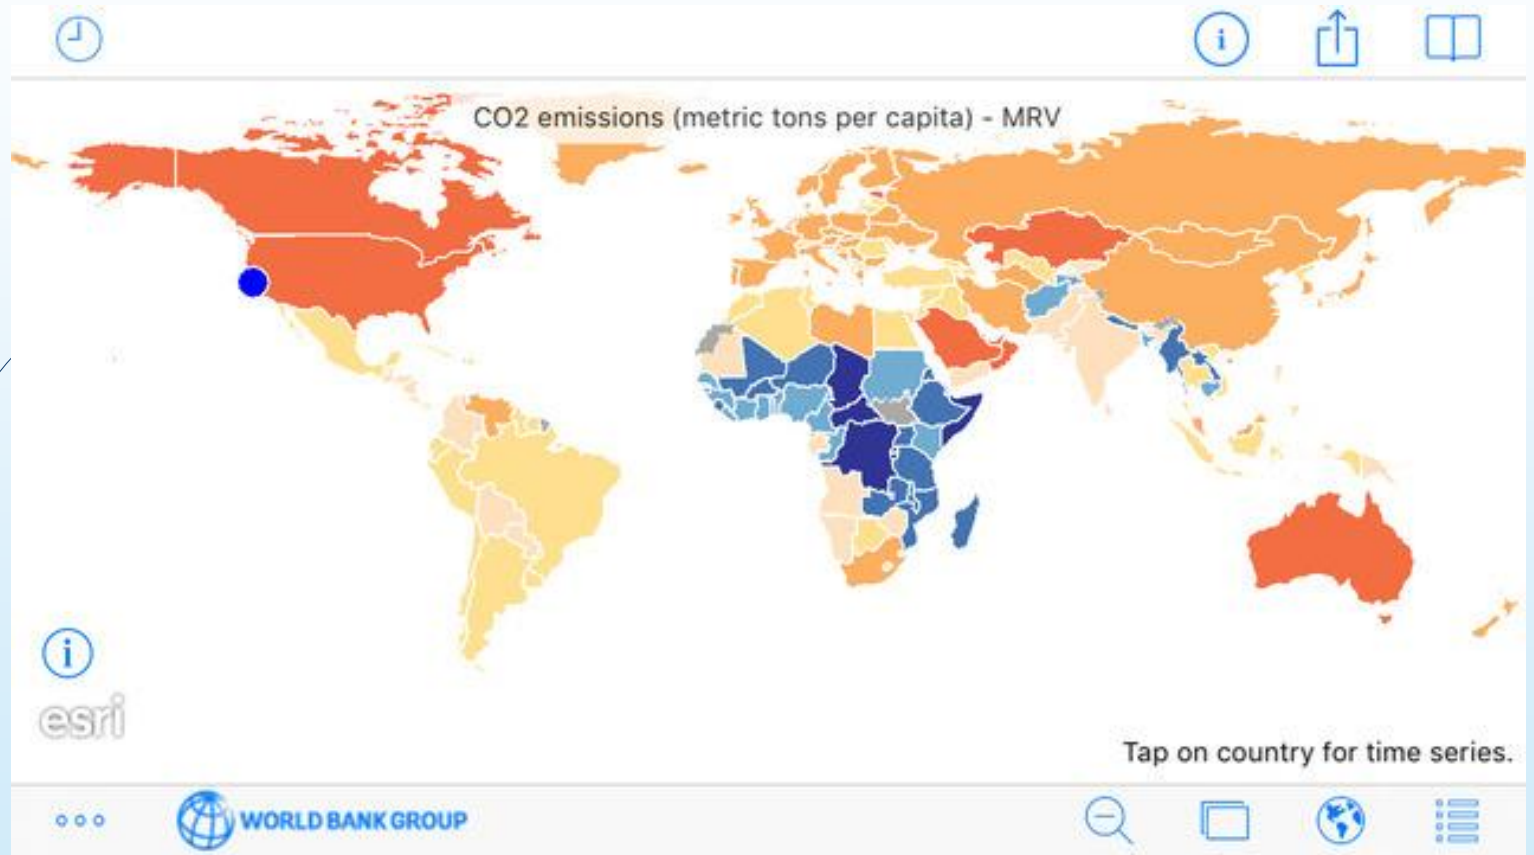 CO2 emissions (metric tons per capita) - MRV
esri
Tap on country for time series.
WORLD BANK GROUP